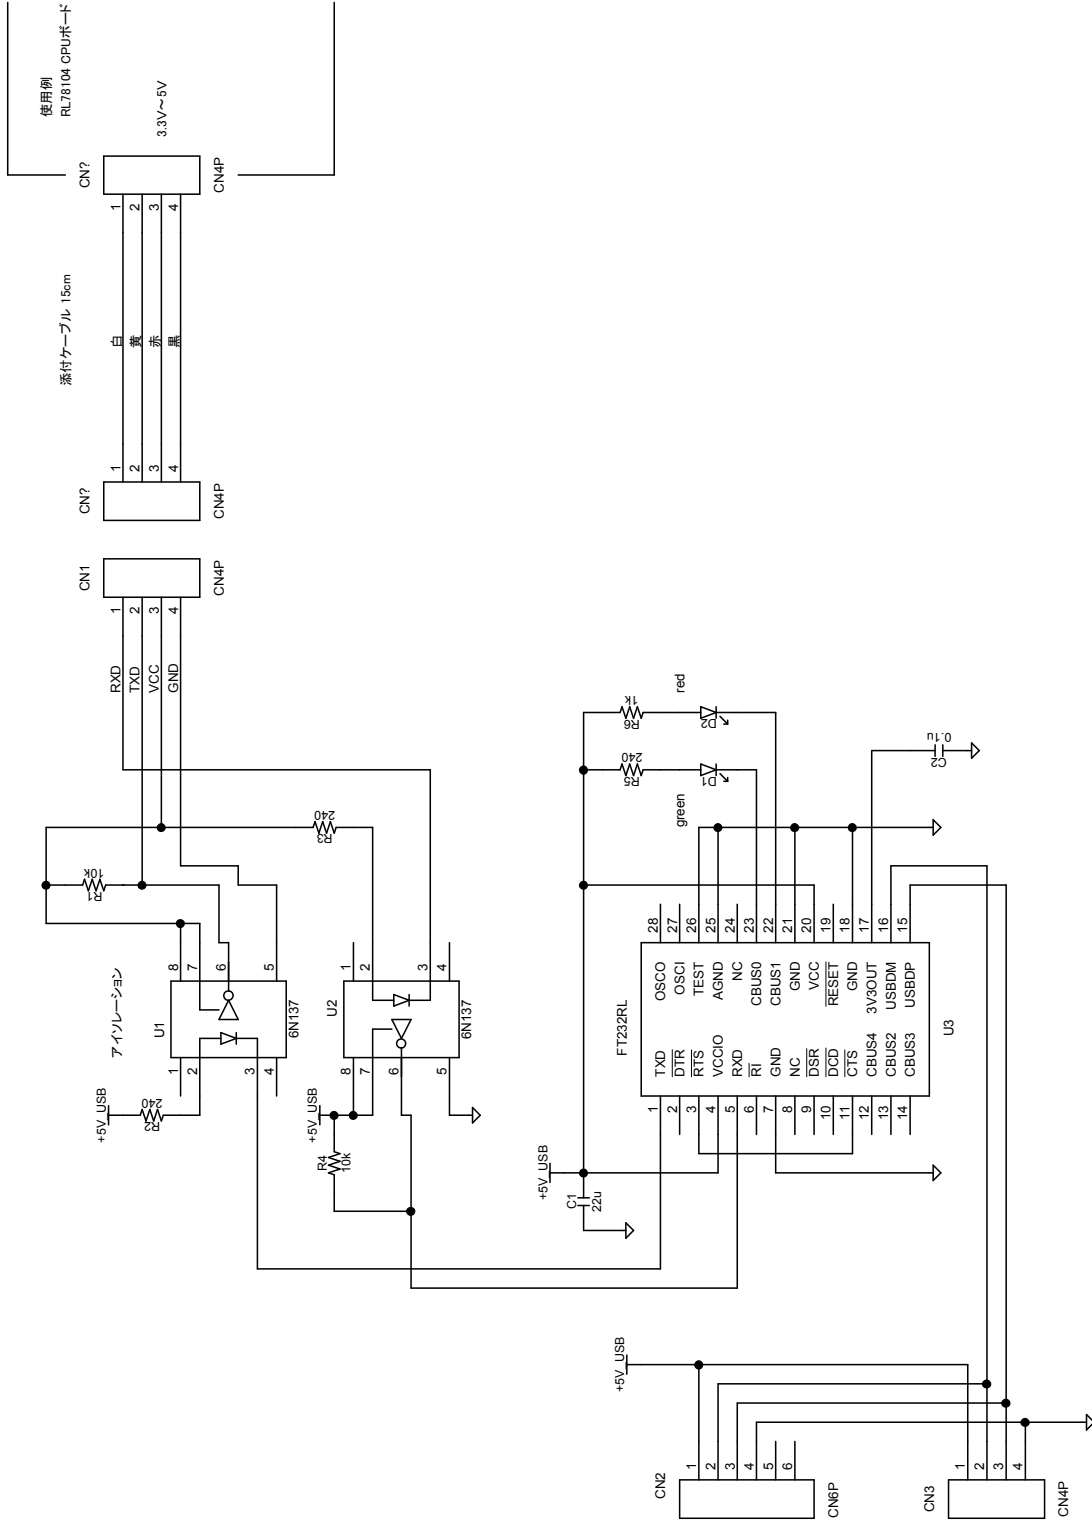 使用例
RL78104 CPUボード
3.3V～5V
CN?
1
2
3
4
CN4P
添付ケーブル 15cm
白
黄
赤
黒
1
2
3
4
CN?
CN4P
CN1
1
2
3
4
CN4P
RXD
TXD
VCC
GND
アイソレーション
+5V_USB
R2
240
R1
10k
U1
6N137
1
2
3
4
8
7
6
5
R3
240
+5V_USB
R4
10k
U2
6N137
8
7
6
5
1
2
3
4
+5V_USB
C1
22u
green
red
R5
240
R6
1k
D1
D2
C2
0.1u
FT232RL
U3
1 TXD
2 DTR
3 RTS
4 VCCIO
5 RXD
6 RI
7 GND
8 NC
9 DSR
10 DCD
11 CTS
12 CBUS4
13 CBUS2
14 CBUS3
OSCO 28
OSCI 27
TEST 26
AGND 25
NC 24
CBUS0 23
CBUS1 22
GND 21
VCC 20
RESET 19
GND 18
3V3OUT 17
USBDM 16
USBDP 15
+5V_USB
CN2
1
2
3
4
5
6
CN6P
CN3
1
2
3
4
CN4P